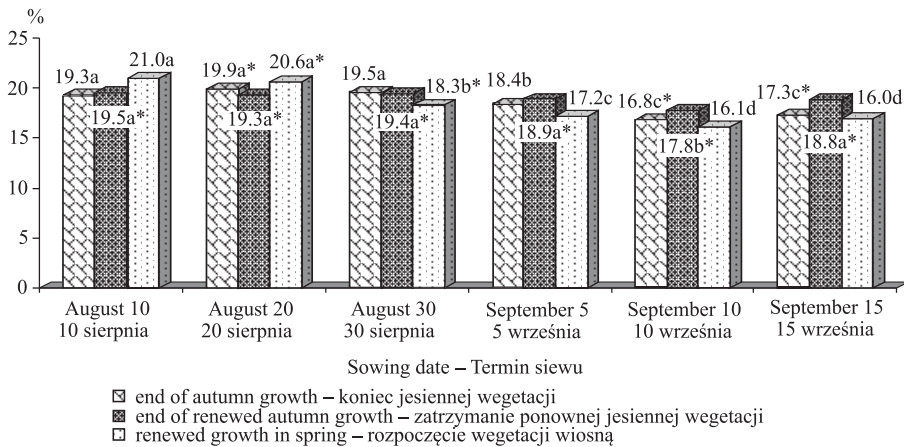 %
25
20
15
10
5
0
19.3a
19.5a*
21.0a
19.9a*
19.3a*
20.6a*
19.5a
19.4a*
18.3b*
18.4b
18.9a*
17.2c
16.8c*
17.8b*
16.1d
17.3c*
18.8a*
16.0d
August 10
10 sierpnia
August 20
20 sierpnia
August 30
30 sierpnia
September 5
5 września
September 10
10 września
September 15
15 września
Sowing date – Termin siewu
end of autumn growth – koniec jesiennej wegetacji
end of renewed autumn growth – zatrzymanie ponownej jesiennej wegetacji
renewed growth in spring – rozpoczęcie wegetacji wiosną